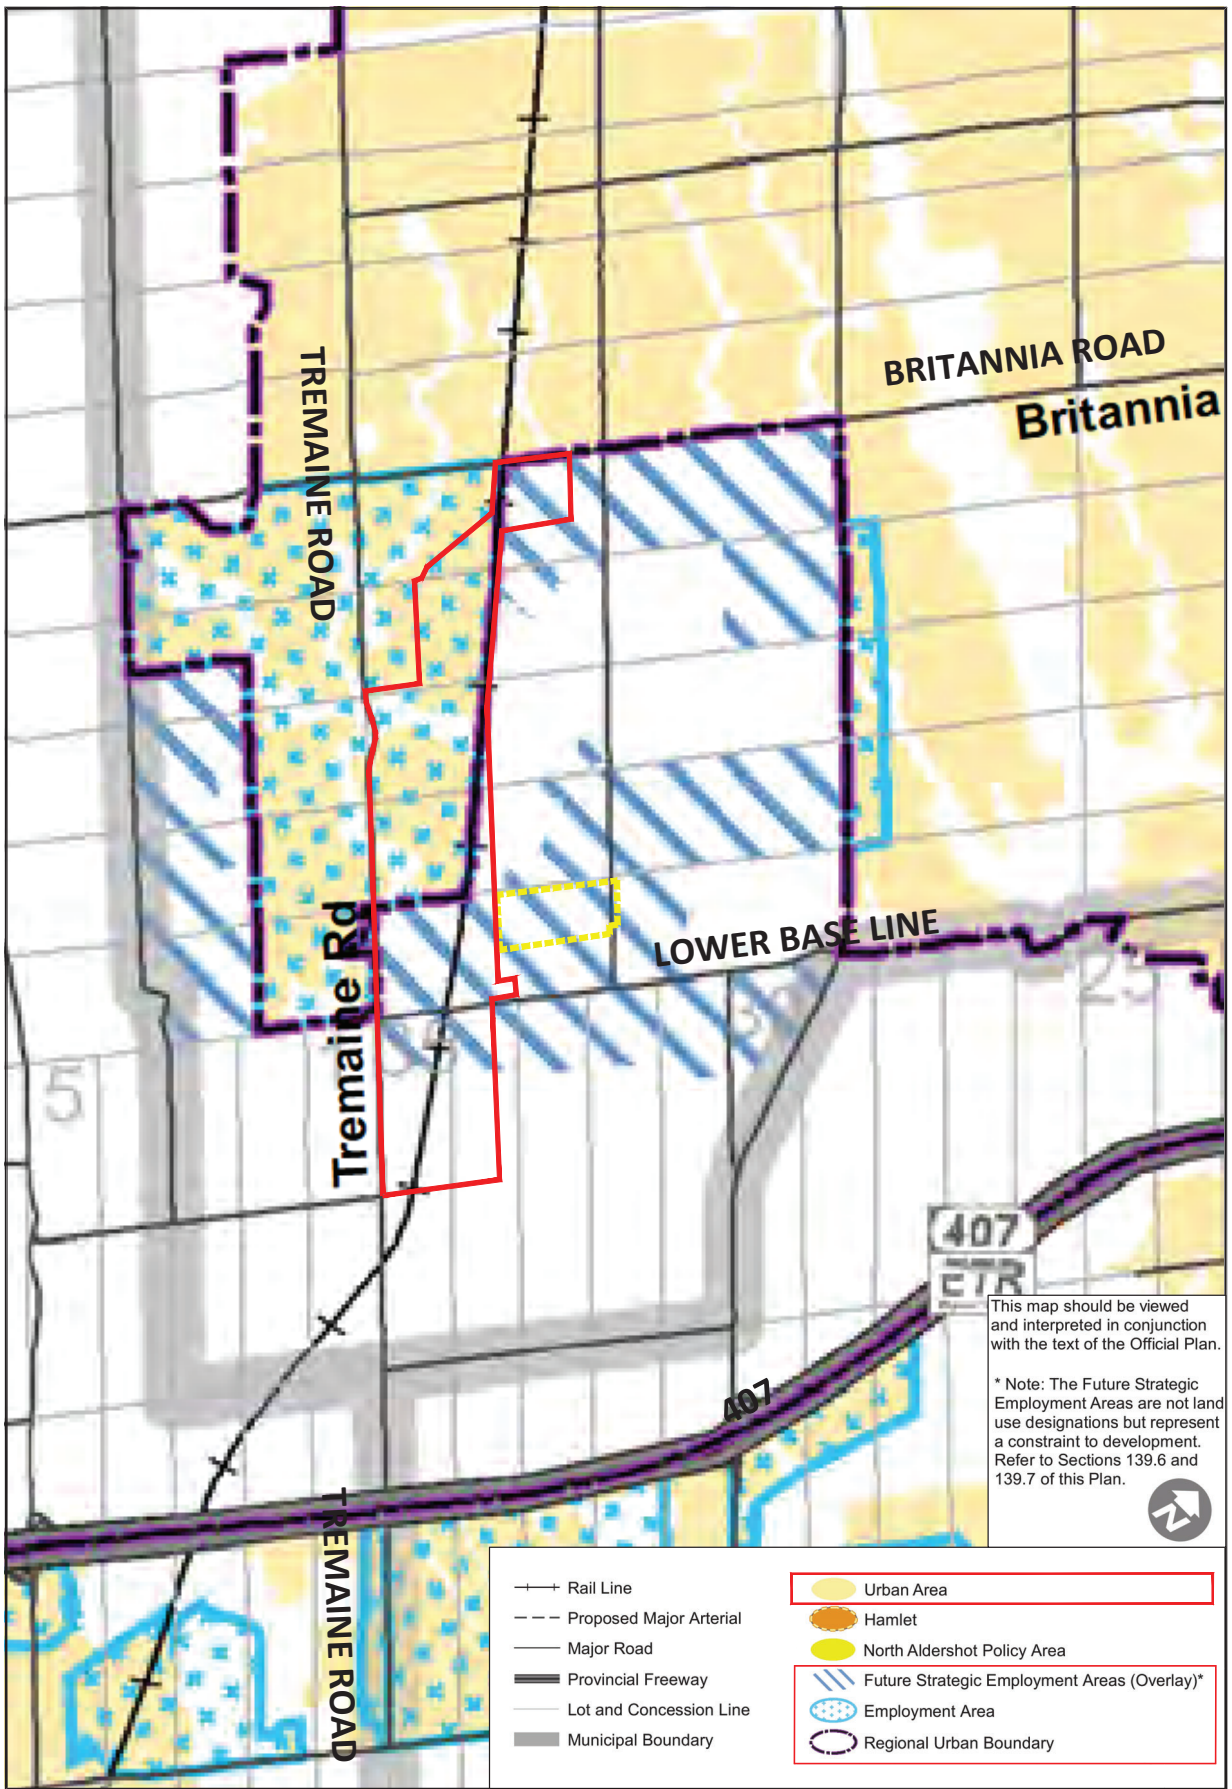 TREMAINE ROAD
BRITANNIA ROAD
Britannia
Tremaine Rd
LOWER BASE LINE
25
5
407
ETR
407
TREMAINE ROAD
This map should be viewed
and interpreted in conjunction
with the text of the Official Plan.
* Note: The Future Strategic
Employment Areas are not land
use designations but represent
a constraint to development.
Refer to Sections 139.6 and
139.7 of this Plan.
N
Rail Line
Proposed Major Arterial
Major Road
Provincial Freeway
Lot and Concession Line
Municipal Boundary
Urban Area
Hamlet
North Aldershot Policy Area
Future Strategic Employment Areas (Overlay)*
Employment Area
Regional Urban Boundary